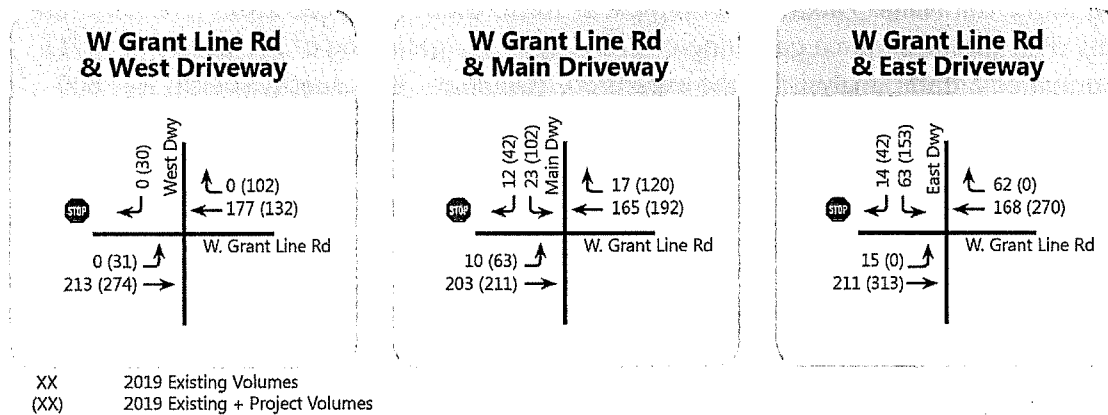 W Grant Line Rd
& West Driveway
0 (30)
West Dwy
0 (102)
177 (132)
STOP
W. Grant Line Rd
0 (31)
213 (274)
W Grant Line Rd
& Main Driveway
12 (42)
23 (102)
Main Dwy
17 (120)
165 (192)
STOP
W. Grant Line Rd
10 (63)
203 (211)
W Grant Line Rd
& East Driveway
14 (42)
63 (153)
East Dwy
62 (0)
168 (270)
STOP
W. Grant Line Rd
15 (0)
211 (313)
XX 2019 Existing Volumes
(XX) 2019 Existing + Project Volumes